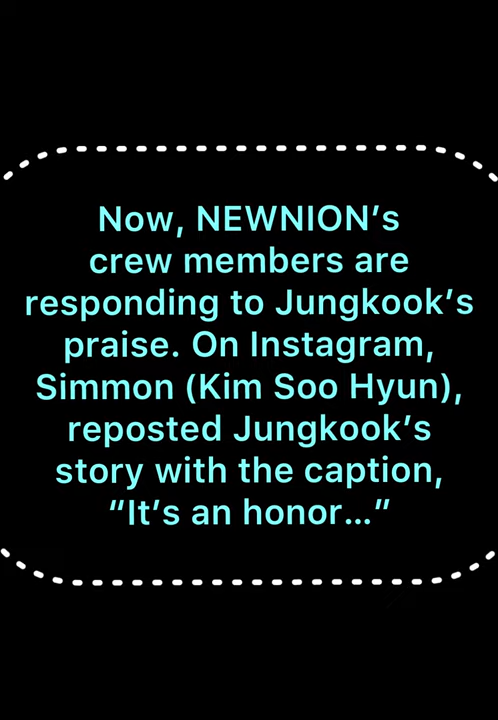 Now, NEWNION’s
crew members are
responding to Jungkook’s
praise. On Instagram,
Simmon (Kim Soo Hyun),
reposted Jungkook’s
story with the caption,
“It’s an honor...”